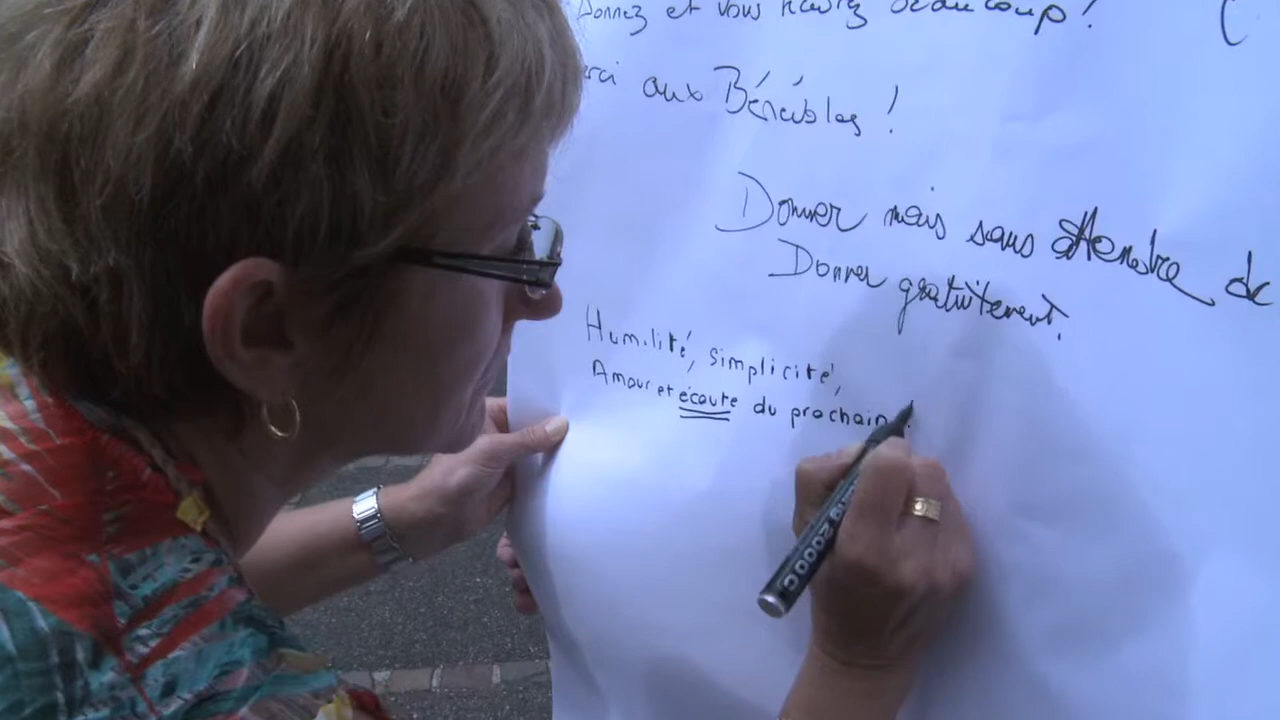 Donnez et vous recevrez beaucoup !
aux Bénévoles !
Donner mais sans attendre de
Donner gratuitement.
Humilité, simplicité,
Amour et écoute du prochain.
2000 C